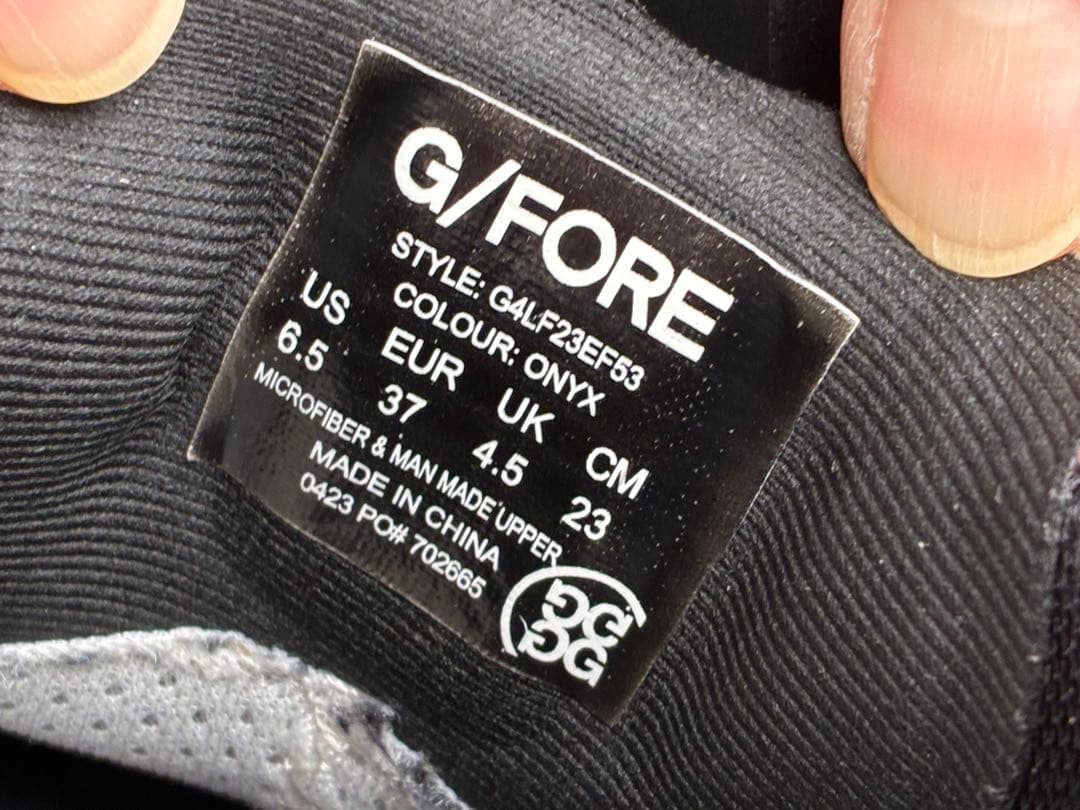 G/FORE
STYLE: G4LF23EF53
COLOUR: ONYX
US EUR UK CM
6.5 37 4.5 23
MICROFIBER & MAN MADE UPPER
MADE IN CHINA
0423 PO# 702665